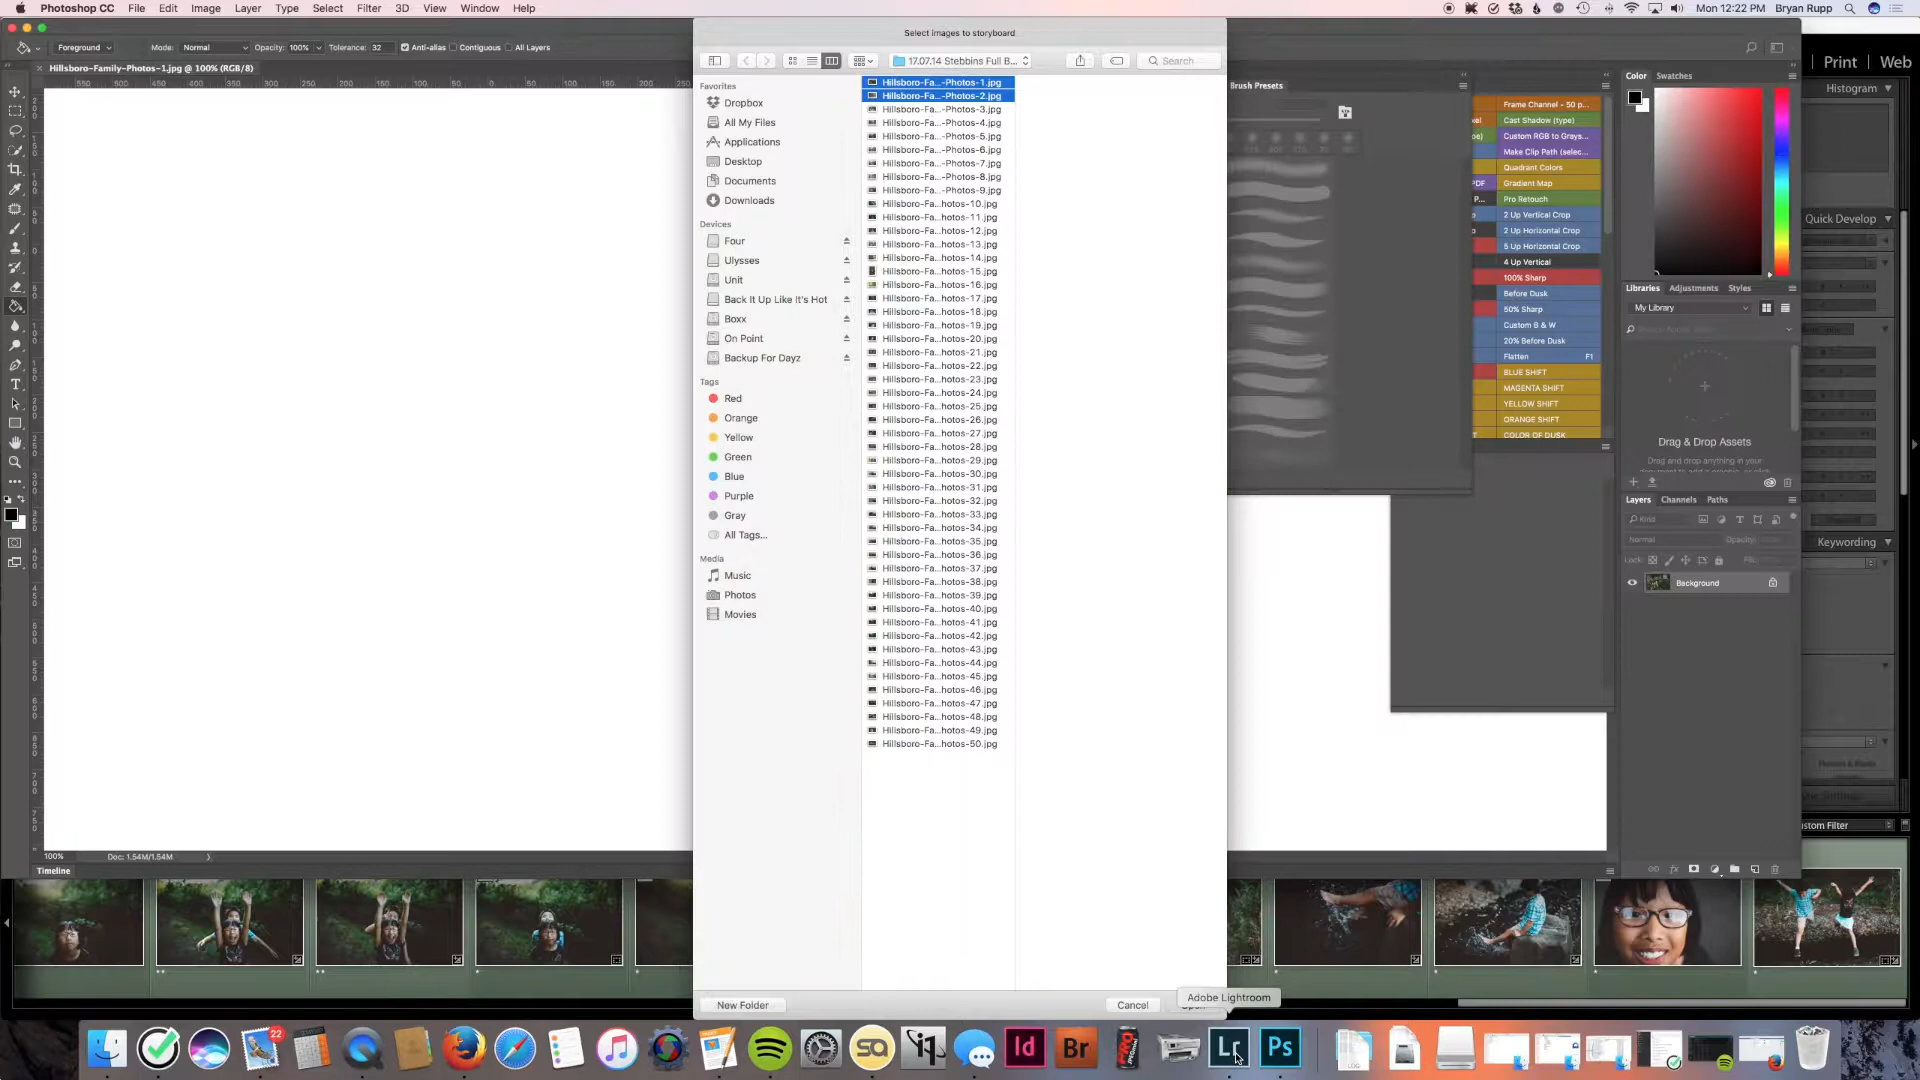 Photoshop CC File Edit Image Layer Type Select Filter 3D View Window Help
Mon 12:22 PM Bryan Rupp
Select images to storyboard
Foreground Mode: Normal Opacity: 100% Tolerance: 32 Anti-alias Contiguous All Layers
17.07.14 Stebbins Full B...
Search
Print Web
Hillsboro-Family-Photos-1.jpg @ 100% (RGB/8)
Favorites
Dropbox
All My Files
Applications
Desktop
Documents
Downloads
Devices
Four
Ulysses
Unit
Back It Up Like It's Hot
Boxx
On Point
Backup For Dayz
Tags
Red
Orange
Yellow
Green
Blue
Purple
Gray
All Tags...
Media
Music
Photos
Movies
Hillsboro-Fa...-Photos-1.jpg
Hillsboro-Fa...-Photos-2.jpg
Hillsboro-Fa...-Photos-3.jpg
Hillsboro-Fa...-Photos-4.jpg
Hillsboro-Fa...-Photos-5.jpg
Hillsboro-Fa...-Photos-6.jpg
Hillsboro-Fa...-Photos-7.jpg
Hillsboro-Fa...-Photos-8.jpg
Hillsboro-Fa...-Photos-9.jpg
Hillsboro-Fa...hotos-10.jpg
Hillsboro-Fa...hotos-11.jpg
Hillsboro-Fa...hotos-12.jpg
Hillsboro-Fa...hotos-13.jpg
Hillsboro-Fa...hotos-14.jpg
Hillsboro-Fa...hotos-15.jpg
Hillsboro-Fa...hotos-16.jpg
Hillsboro-Fa...hotos-17.jpg
Hillsboro-Fa...hotos-18.jpg
Hillsboro-Fa...hotos-19.jpg
Hillsboro-Fa...hotos-20.jpg
Hillsboro-Fa...hotos-21.jpg
Hillsboro-Fa...hotos-22.jpg
Hillsboro-Fa...hotos-23.jpg
Hillsboro-Fa...hotos-24.jpg
Hillsboro-Fa...hotos-25.jpg
Hillsboro-Fa...hotos-26.jpg
Hillsboro-Fa...hotos-27.jpg
Hillsboro-Fa...hotos-28.jpg
Hillsboro-Fa...hotos-29.jpg
Hillsboro-Fa...hotos-30.jpg
Hillsboro-Fa...hotos-31.jpg
Hillsboro-Fa...hotos-32.jpg
Hillsboro-Fa...hotos-33.jpg
Hillsboro-Fa...hotos-34.jpg
Hillsboro-Fa...hotos-35.jpg
Hillsboro-Fa...hotos-36.jpg
Hillsboro-Fa...hotos-37.jpg
Hillsboro-Fa...hotos-38.jpg
Hillsboro-Fa...hotos-39.jpg
Hillsboro-Fa...hotos-40.jpg
Hillsboro-Fa...hotos-41.jpg
Hillsboro-Fa...hotos-42.jpg
Hillsboro-Fa...hotos-43.jpg
Hillsboro-Fa...hotos-44.jpg
Hillsboro-Fa...hotos-45.jpg
Hillsboro-Fa...hotos-46.jpg
Hillsboro-Fa...hotos-47.jpg
Hillsboro-Fa...hotos-48.jpg
Hillsboro-Fa...hotos-49.jpg
Hillsboro-Fa...hotos-50.jpg
Brush Presets
Frame Channel - 50 p...
Cast Shadow (type)
Custom RGB to Grays...
Make Clip Path (selec...
Quadrant Colors
Gradient Map
Pro Retouch
2 Up Vertical Crop
2 Up Horizontal Crop
5 Up Horizontal Crop
4 Up Vertical
100% Sharp
Before Dusk
50% Sharp
Custom B & W
20% Before Dusk
Flatten F1
BLUE SHIFT
MAGENTA SHIFT
YELLOW SHIFT
ORANGE SHIFT
COLOR OF DUSK
Color Swatches
Libraries Adjustments Styles
My Library
Drag & Drop Assets
Drag and drop anything in your
Layers Channels Paths
Kind
Normal Opacity:
Lock: Fill:
Background
Histogram
Quick Develop
Keywording
Custom Filter
100% Doc: 1.54M/1.54M
Timeline
New Folder Cancel
Adobe Lightroom
22
SQ
Id
Br
Lr
Ps
LOG